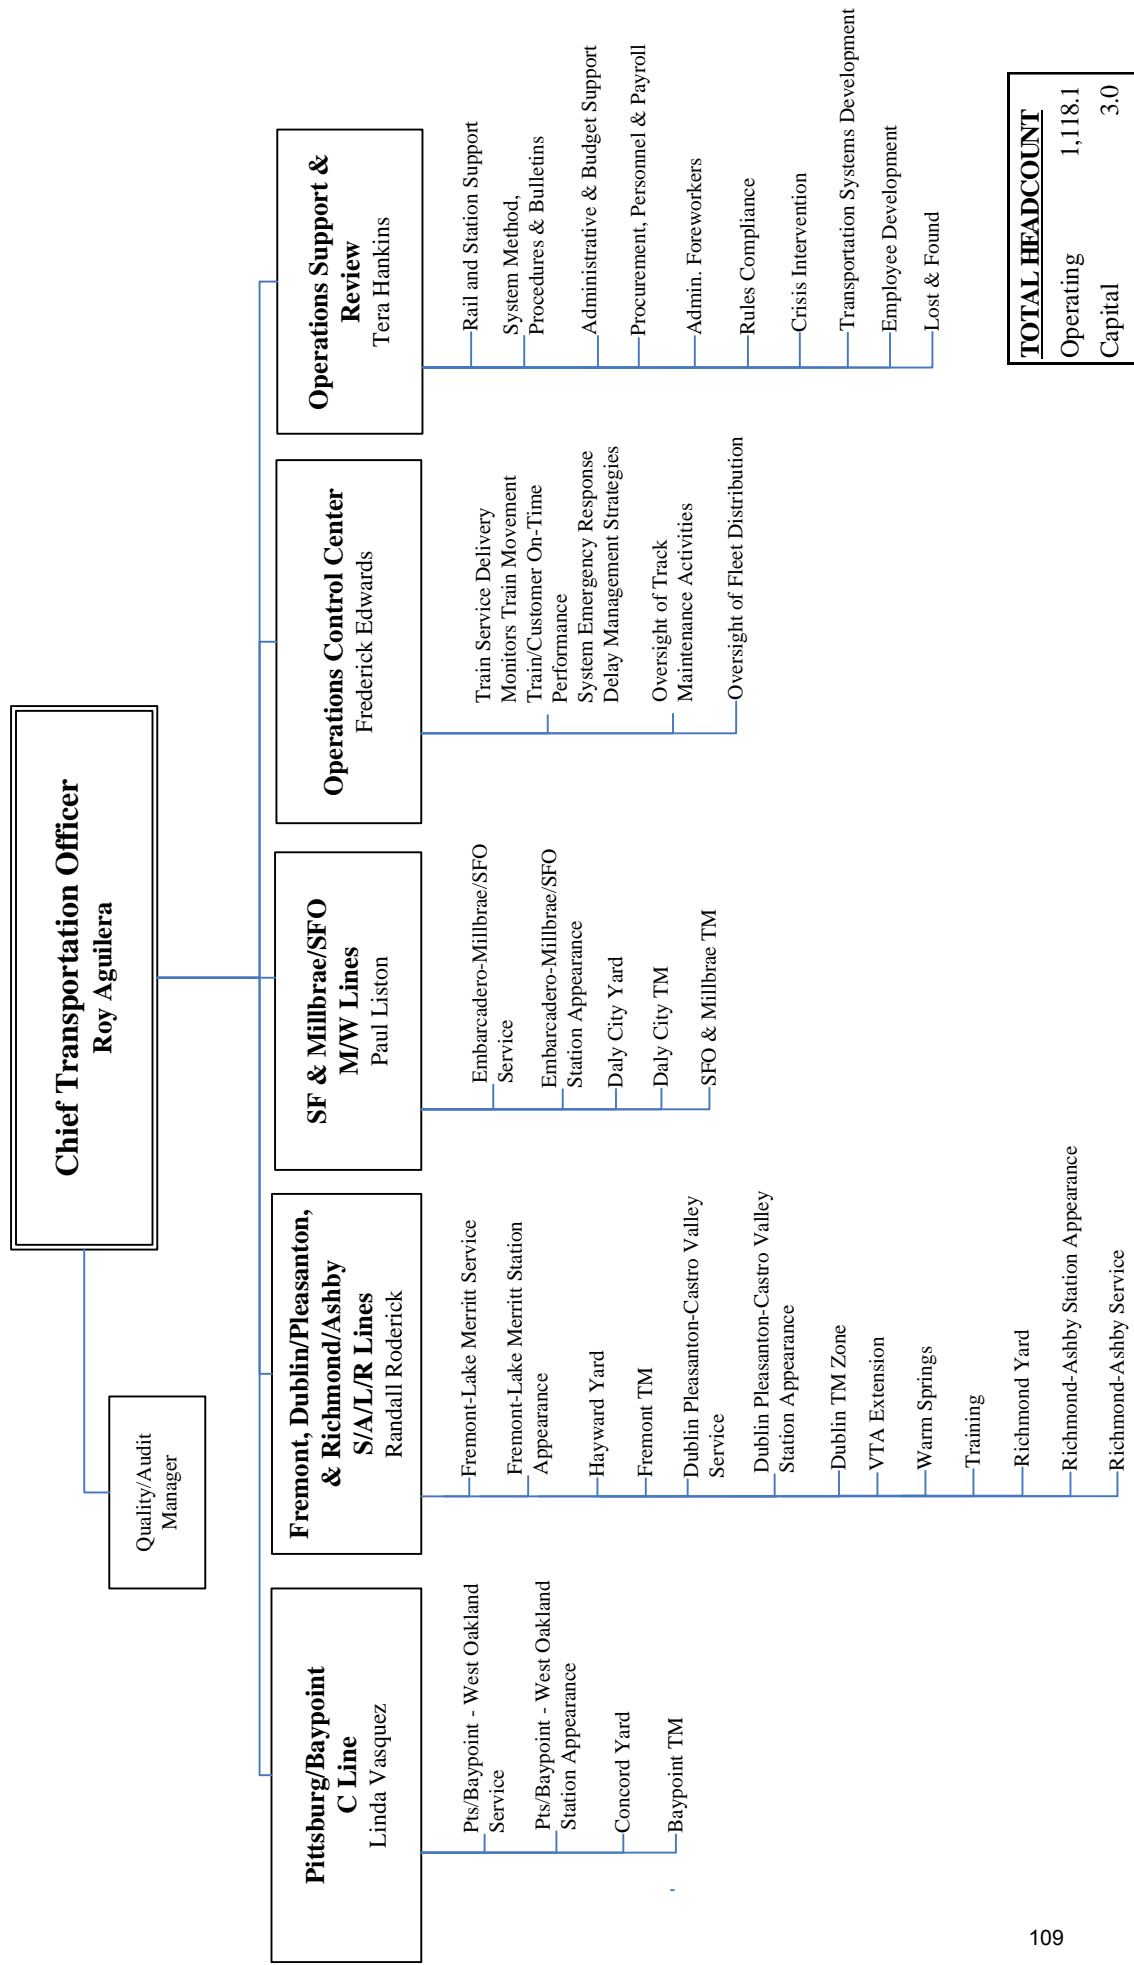 Chief Transportation Officer
Roy Aguilera
Quality/Audit
Manager
Pittsburg/Baypoint
C Line
Linda Vasquez
Pts/Baypoint - West Oakland
Service
Pts/Baypoint - West Oakland
Station Appearance
Concord Yard
Baypoint TM
Fremont, Dublin/Pleasanton,
& Richmond/Ashby
S/A/L/R Lines
Randall Roderick
Fremont-Lake Merritt Service
Fremont-Lake Merritt Station
Appearance
Hayward Yard
Fremont TM
Dublin Pleasanton-Castro Valley
Service
Dublin Pleasanton-Castro Valley
Station Appearance
Dublin TM Zone
VTA Extension
Warm Springs
Training
Richmond Yard
Richmond-Ashby Station Appearance
Richmond-Ashby Service
SF & Millbrae/SFO
M/W Lines
Paul Liston
Embarcadero-Millbrae/SFO
Service
Embarcadero-Millbrae/SFO
Station Appearance
Daly City Yard
Daly City TM
SFO & Millbrae TM
Operations Control Center
Frederick Edwards
Train Service Delivery
Monitors Train Movement
Train/Customer On-Time
Performance
System Emergency Response
Delay Management Strategies
Oversight of Track
Maintenance Activities
Oversight of Fleet Distribution
Operations Support &
Review
Tera Hankins
Rail and Station Support
System Method,
Procedures & Bulletins
Administrative & Budget Support
Procurement, Personnel & Payroll
Admin. Foreworkers
Rules Compliance
Crisis Intervention
Transportation Systems Development
Employee Development
Lost & Found
TOTAL HEADCOUNT
Operating 1,118.1
Capital 3.0
109